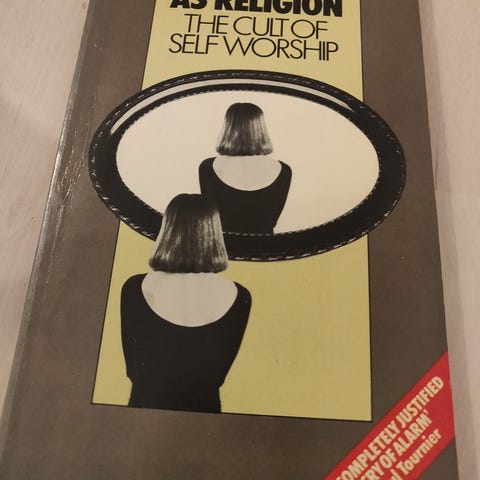 AS RELIGION
THE CULT OF
SELF WORSHIP
COMPLETELY JUSTIFIED
CRY OF ALARM'
Tournier